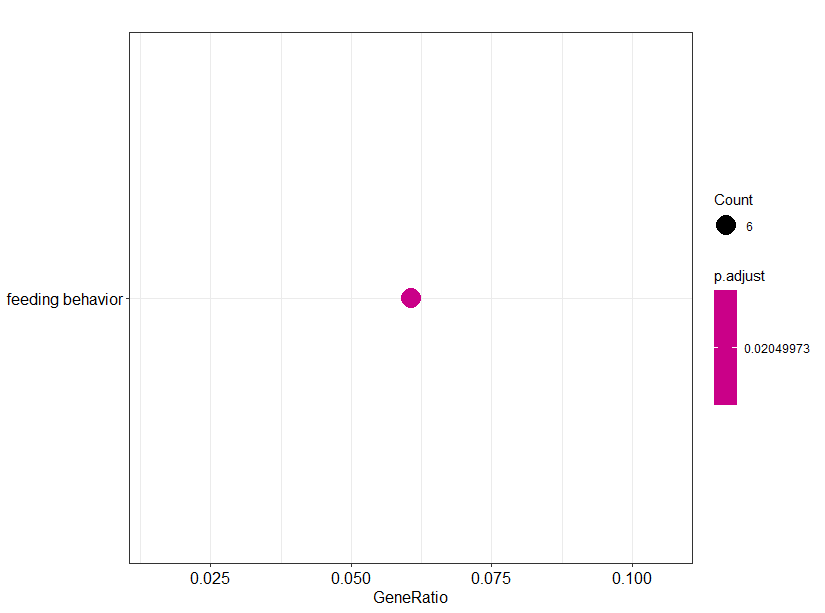 Count
6
p.adjust
feeding behavior
0.02049973
0.025 0.050 0.075 0.100
GeneRatio